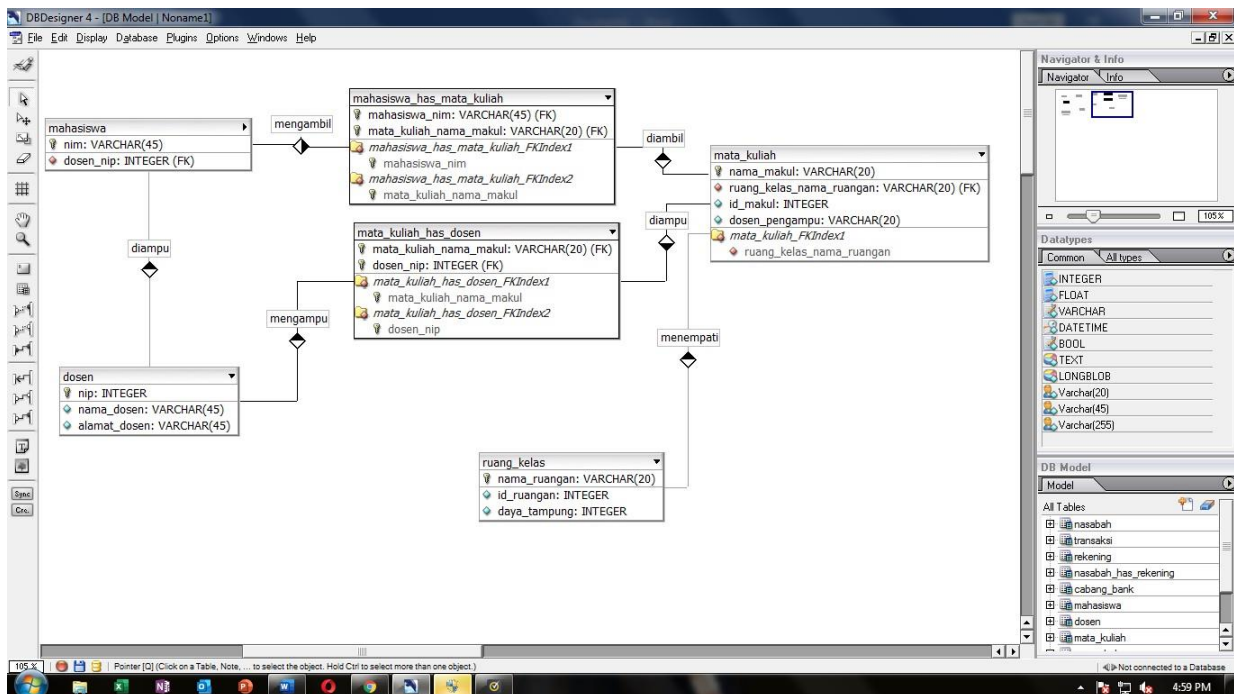 DBDesigner 4 - [DB Model | Noname1]
File Edit Display Database Plugins Options Windows Help
mahasiswa
nim: VARCHAR(45)
dosen_nip: INTEGER (FK)
mengambil
mahasiswa_has_mata_kuliah
mahasiswa_nim: VARCHAR(45) (FK)
mata_kuliah_nama_makul: VARCHAR(20) (FK)
mahasiswa_has_mata_kuliah_FKIndex1
mahasiswa_nim
mahasiswa_has_mata_kuliah_FKIndex2
mata_kuliah_nama_makul
diambil
mata_kuliah
nama_makul: VARCHAR(20)
ruang_kelas_nama_ruangan: VARCHAR(20) (FK)
id_makul: INTEGER
dosen_pengampu: VARCHAR(20)
mata_kuliah_FKIndex1
ruang_kelas_nama_ruangan
diampu
mata_kuliah_has_dosen
mata_kuliah_nama_makul: VARCHAR(20) (FK)
dosen_nip: INTEGER (FK)
mata_kuliah_has_dosen_FKIndex1
mata_kuliah_nama_makul
mata_kuliah_has_dosen_FKIndex2
dosen_nip
diampu
mengampu
menempati
dosen
nip: INTEGER
nama_dosen: VARCHAR(45)
alamat_dosen: VARCHAR(45)
ruang_kelas
nama_ruangan: VARCHAR(20)
id_ruangan: INTEGER
daya_tampung: INTEGER
Sync
Navigator & Info
Navigator Info
105%
Datatypes
Common All types
INTEGER
FLOAT
VARCHAR
DATETIME
BOOL
TEXT
LONGBLOB
Varchar(20)
Varchar(45)
Varchar(255)
DB Model
Model
All Tables
nasabah
transaksi
rekening
nasabah_has_rekening
cabang_bank
mahasiswa
dosen
mata_kuliah
105 % Pointer [Q] (Click on a Table, Note, ... to select the object. Hold Ctrl to select more than one object.) Not connected to a Database
4:59 PM